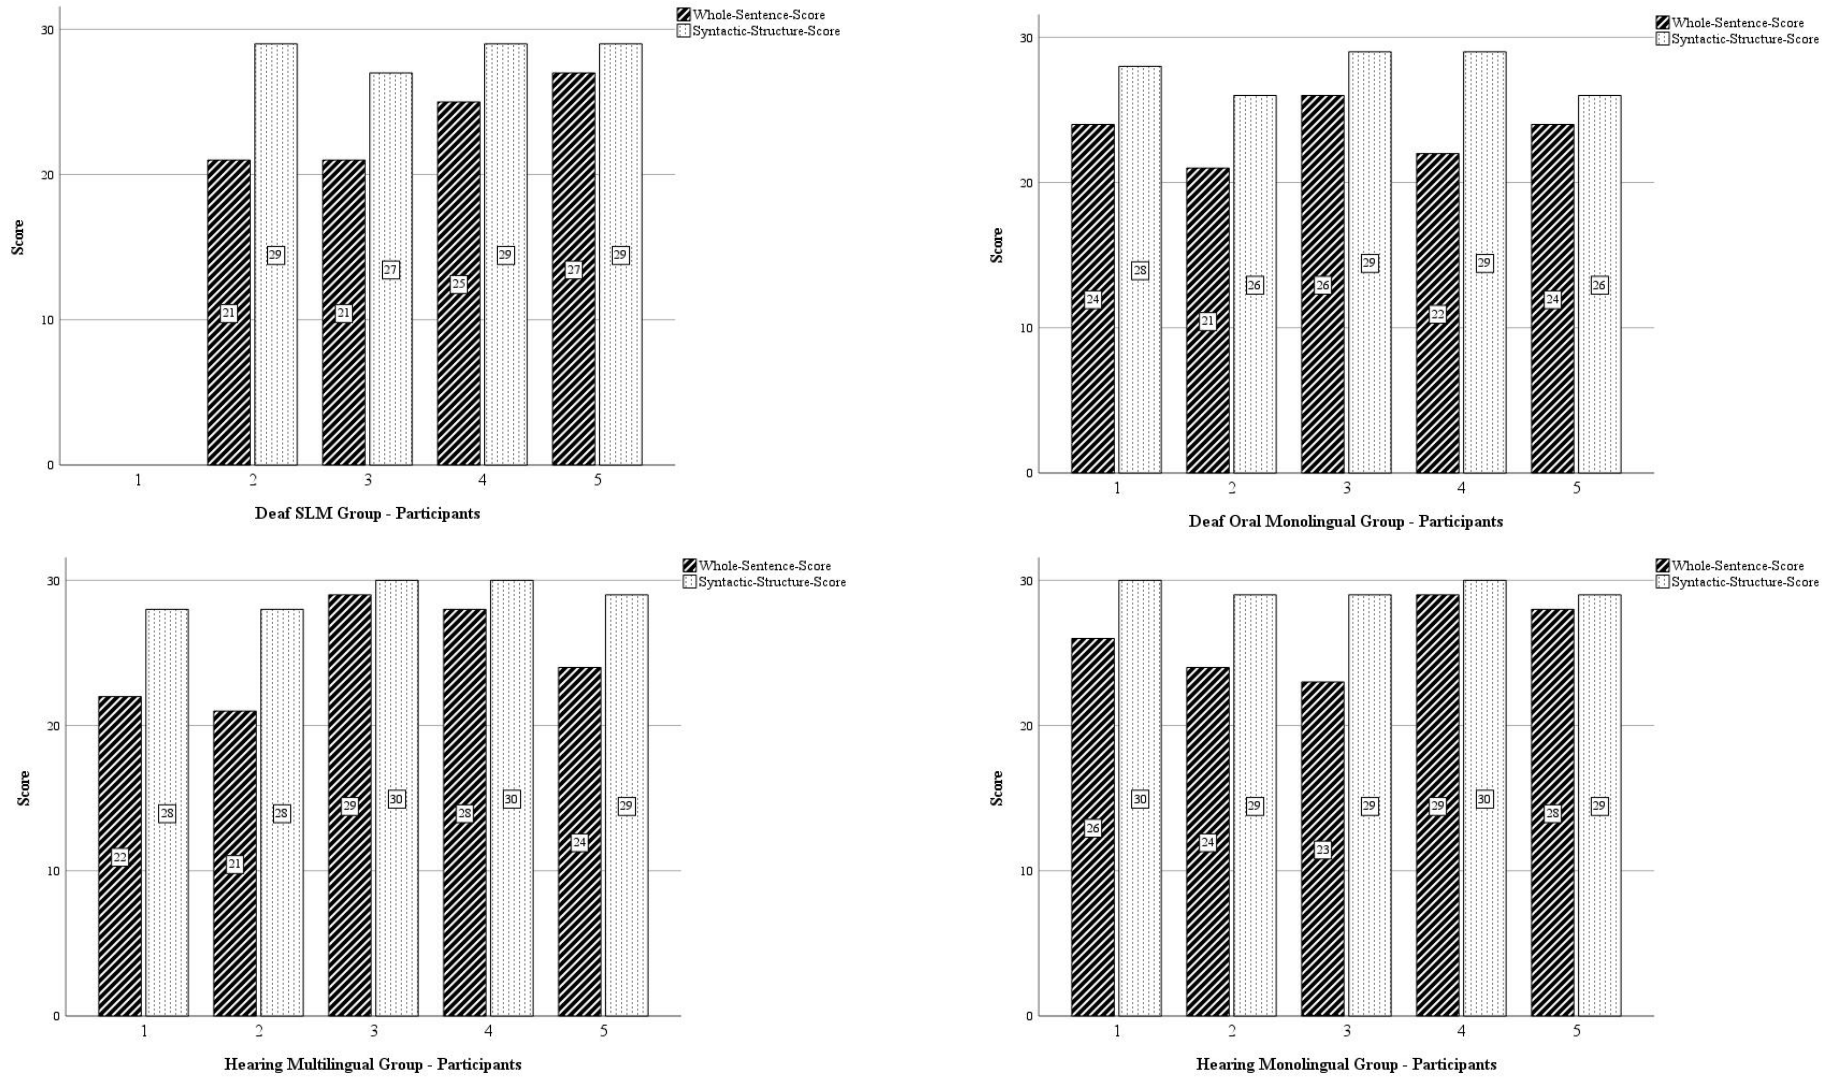 Whole-Sentence-Score
Syntactic-Structure-Score
30
20
10
0
Score
21
29
21
27
25
29
27
29
1 2 3 4 5
Deaf SLM Group - Participants
Whole-Sentence-Score
Syntactic-Structure-Score
30
20
10
0
Score
24
28
21
26
26
29
22
29
24
26
1 2 3 4 5
Deaf Oral Monolingual Group - Participants
Whole-Sentence-Score
Syntactic-Structure-Score
30
20
10
0
Score
22
28
21
28
29
30
28
30
24
29
1 2 3 4 5
Hearing Multilingual Group - Participants
Whole-Sentence-Score
Syntactic-Structure-Score
30
20
10
0
Score
26
30
24
29
23
29
29
30
28
29
1 2 3 4 5
Hearing Monolingual Group - Participants